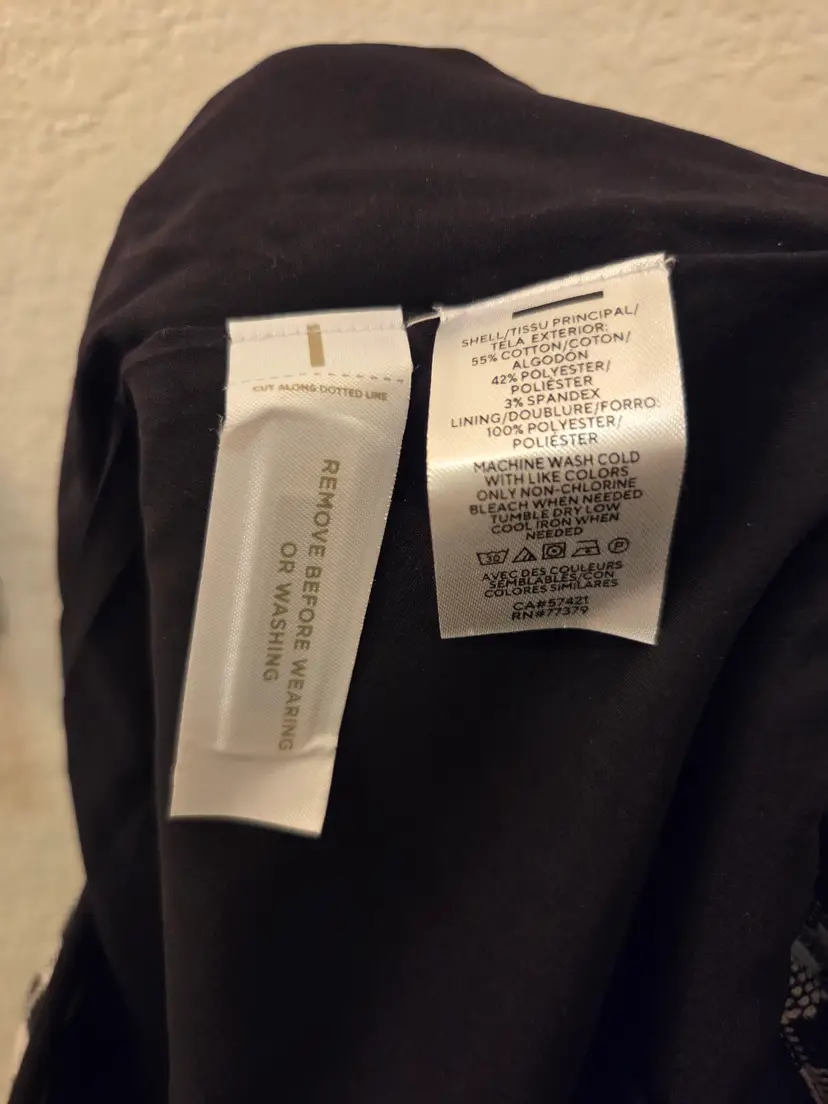 CUT ALONG DOTTED LINE
REMOVE BEFORE WEARING
OR WASHING
SHELL/TISSU PRINCIPAL/
TELA EXTERIOR:
55% COTTON/COTON/
ALGODÓN
42% POLYESTER/
POLIÉSTER
3% SPANDEX
LINING/DOUBLURE/FORRO:
100% POLYESTER/
POLIÉSTER
MACHINE WASH COLD
WITH LIKE COLORS
ONLY NON-CHLORINE
BLEACH WHEN NEEDED
TUMBLE DRY LOW
COOL IRON WHEN
NEEDED
30 P
AVEC DES COULEURS
SEMBLABLES/CON
COLORES SIMILARES
CA#57421
RN#77379